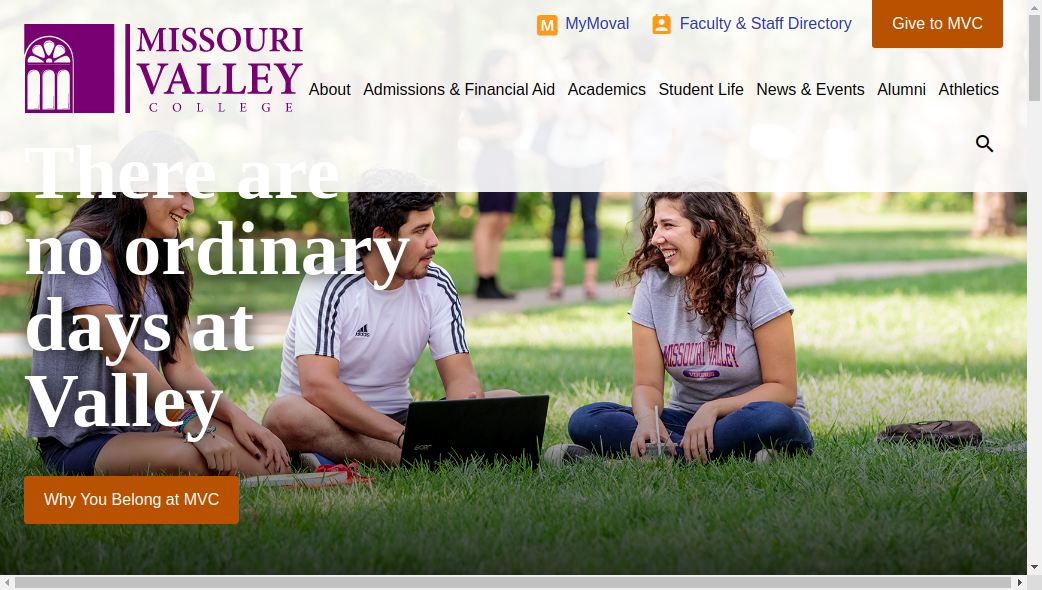 MyMoval
Faculty & Staff Directory
Give to MVC
MISSOURI
VALLEY
COLLEGE
About
Admissions & Financial Aid
Academics
Student Life
News & Events
Alumni
Athletics
There are
no ordinary
days at
Valley
adidas
MISSOURI VALLEY
VIKINGS
acer
Why You Belong at MVC